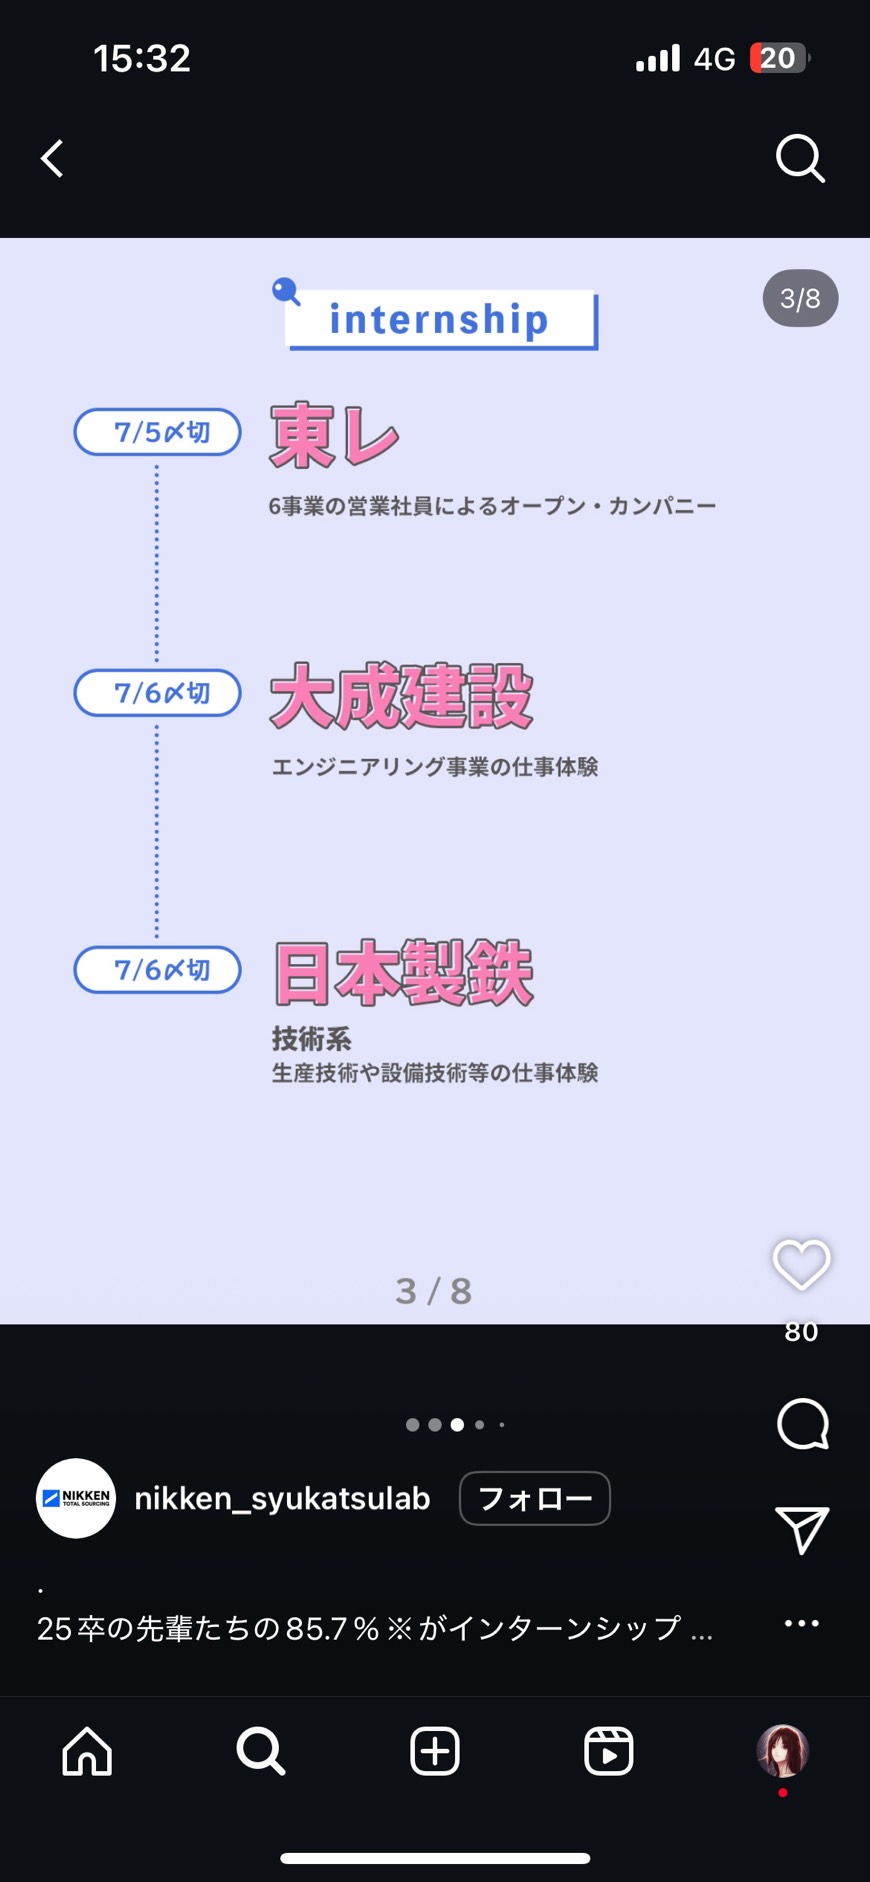 15:32
4G
20
internship
3/8
7/5〆切
東レ
6事業の営業社員によるオープン・カンパニー
7/6〆切
大成建設
エンジニアリング事業の仕事体験
7/6〆切
日本製鉄
技術系
生産技術や設備技術等の仕事体験
3 / 8
80
NIKKEN
TOTAL SOURCING
nikken_syukatsulab
フォロー
.
25卒の先輩たちの85.7%※がインターンシップ ...